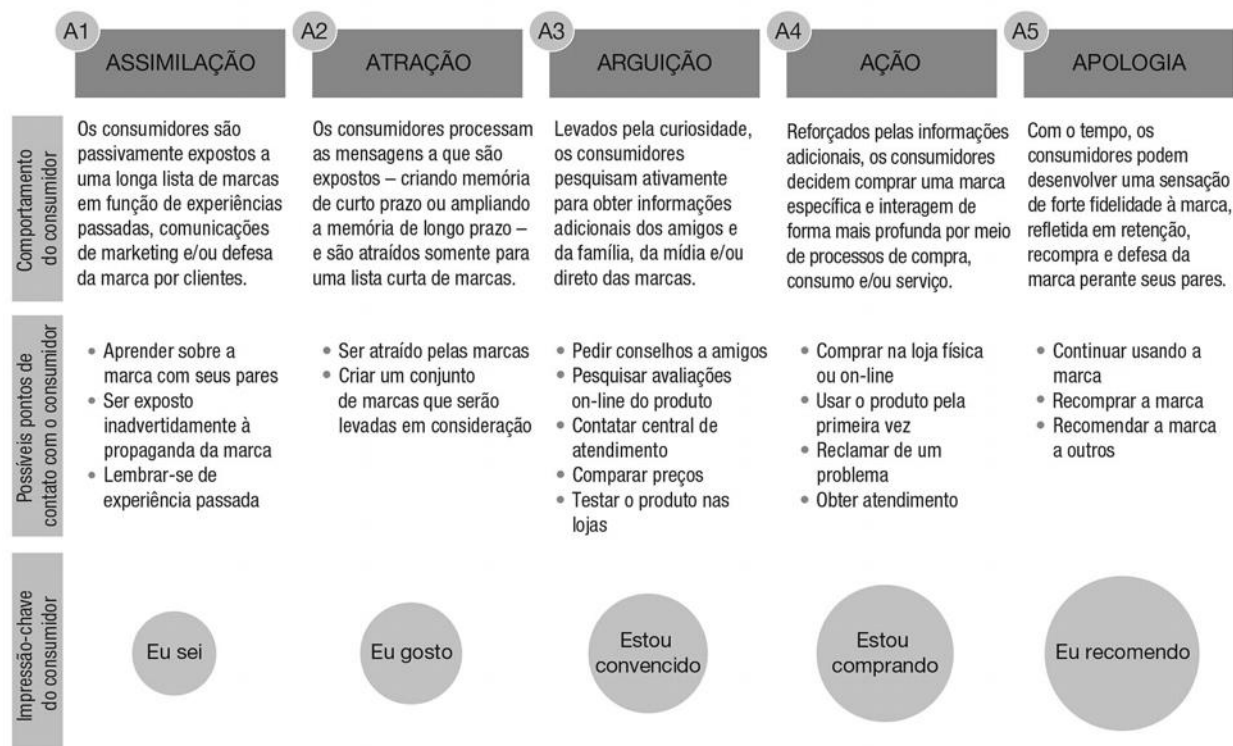 A1
ASSIMILAÇÃO
A2
ATRAÇÃO
A3
ARGUIÇÃO
A4
AÇÃO
A5
APOLOGIA
Comportamento
do consumidor
Os consumidores são
passivamente expostos a
uma longa lista de marcas
em função de experiências
passadas, comunicações
de marketing e/ou defesa
da marca por clientes.
Os consumidores processam
as mensagens a que são
expostos – criando memória
de curto prazo ou ampliando
a memória de longo prazo –
e são atraídos somente para
uma lista curta de marcas.
Levados pela curiosidade,
os consumidores
pesquisam ativamente
para obter informações
adicionais dos amigos e
da família, da mídia e/ou
direto das marcas.
Reforçados pelas informações
adicionais, os consumidores
decidem comprar uma marca
específica e interagem de
forma mais profunda por meio
de processos de compra,
consumo e/ou serviço.
Com o tempo, os
consumidores podem
desenvolver uma sensação
de forte fidelidade à marca,
refletida em retenção,
recompra e defesa da
marca perante seus pares.
Possíveis pontos de
contato com o consumidor
• Aprender sobre a
marca com seus pares
• Ser exposto
inadvertidamente à
propaganda da marca
• Lembrar-se de
experiência passada
• Ser atraído pelas marcas
• Criar um conjunto
de marcas que serão
levadas em consideração
• Pedir conselhos a amigos
• Pesquisar avaliações
on-line do produto
• Contatar central de
atendimento
• Comparar preços
• Testar o produto nas
lojas
• Comprar na loja física
ou on-line
• Usar o produto pela
primeira vez
• Reclamar de um
problema
• Obter atendimento
• Continuar usando a
marca
• Recomprar a marca
• Recomendar a marca
a outros
Impressão-chave
do consumidor
Eu sei
Eu gosto
Estou
convencido
Estou
comprando
Eu recomendo